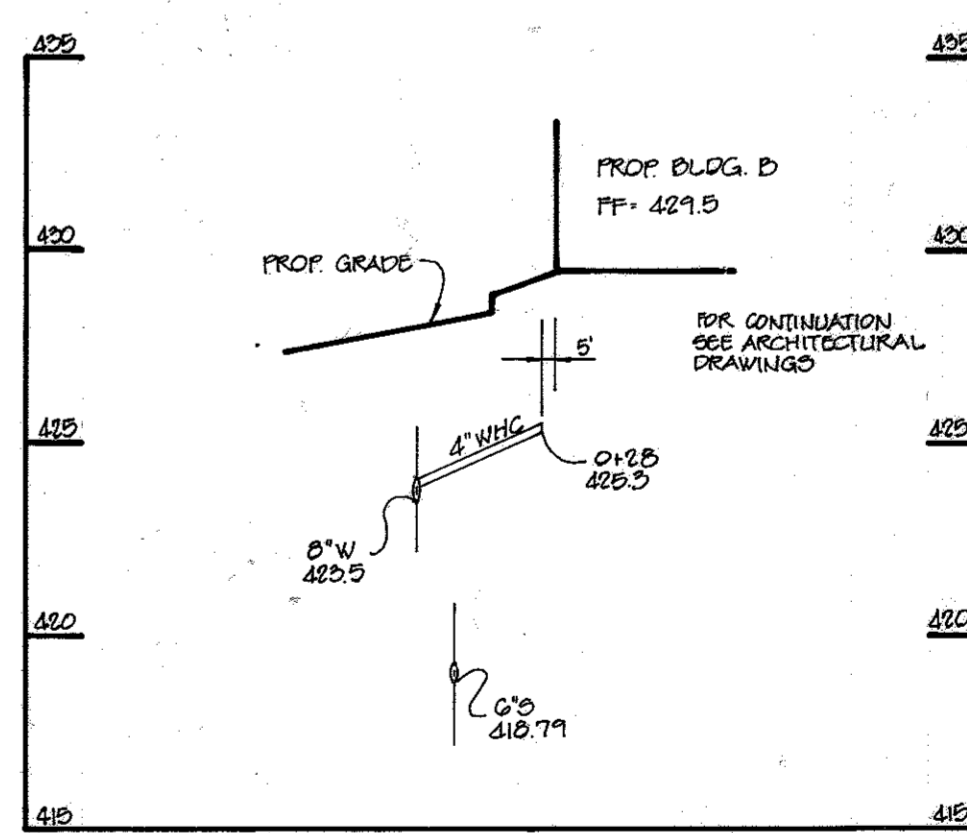 435
435
PROP. BLDG. B
FF= 429.5
430
430
PROP. GRADE
FOR CONTINUATION
SEE ARCHITECTURAL
DRAWINGS
5'
425
425
4" WHC
0+28
425.3
8" W
423.5
420
420
6"S
418.79
415
415